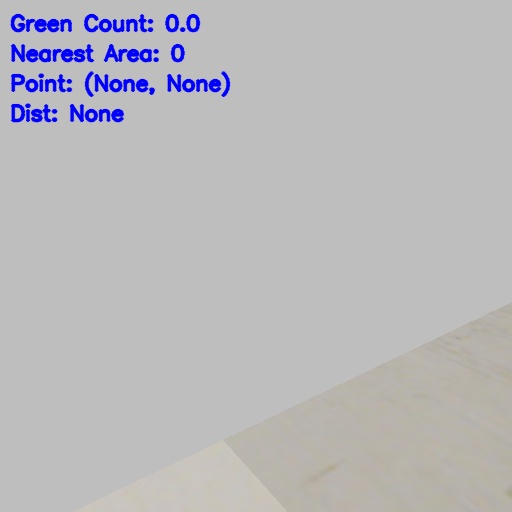 Green Count: 0.0
Nearest Area: 0
Point: (None, None)
Dist: None